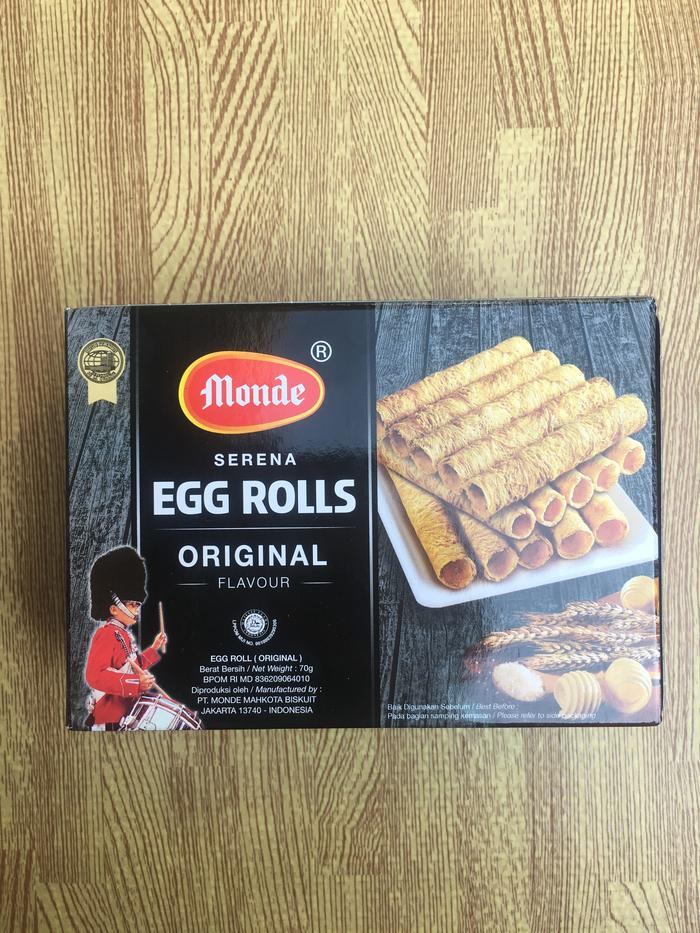 Monde
®
SERENA
EGG ROLLS
ORIGINAL
FLAVOUR
EGG ROLL ( ORIGINAL )
Berat Bersih / Net Weight : 70g
BPOM RI MD 836209064010
Diproduksi oleh / Manufactured by :
PT. MONDE MAHKOTA BISKUIT
JAKARTA 13740 - INDONESIA
Baik Digunakan Sebelum / Best Before :
Pada bagian samping kemasan / Please refer to side packaging